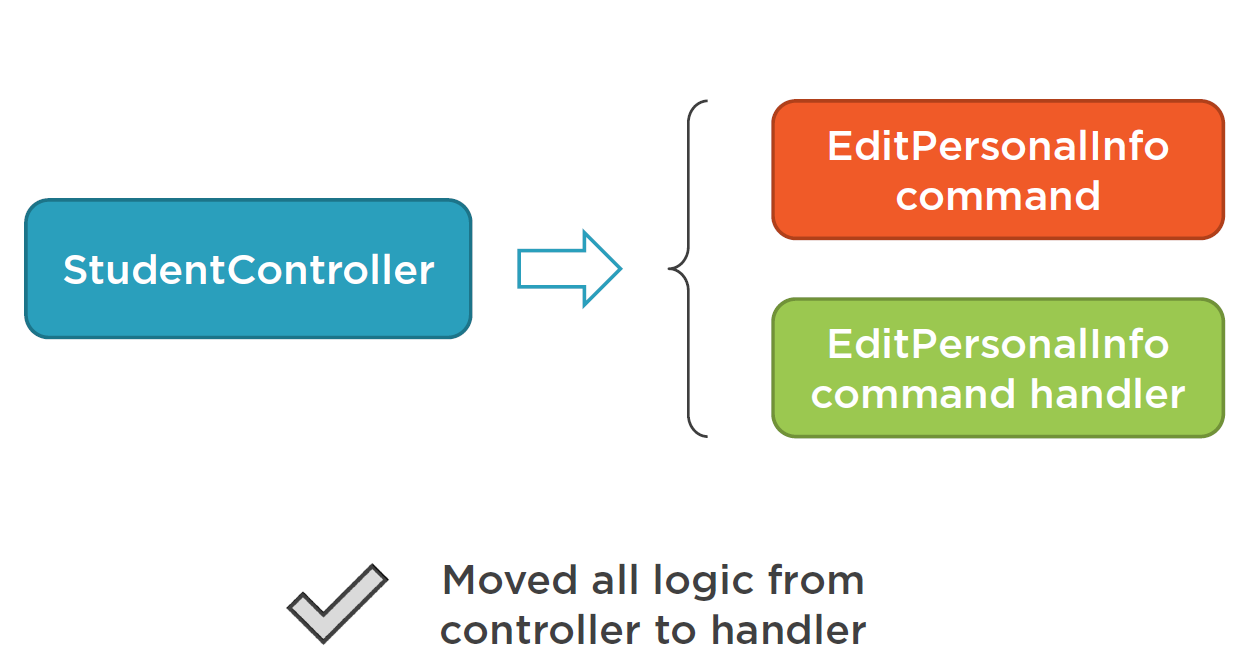 StudentController
EditPersonalInfo
command
EditPersonalInfo
command handler
Moved all logic from
controller to handler